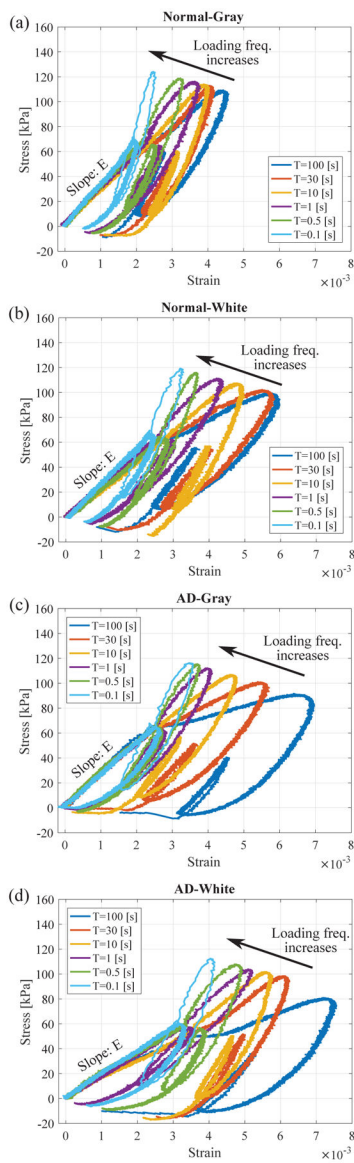 (a)
Normal-Gray
Loading freq.
increases
Slope: E
Stress [kPa]
160
140
120
100
80
60
40
20
0
-20
T=100 [s]
T=30 [s]
T=10 [s]
T=1 [s]
T=0.5 [s]
T=0.1 [s]
0 1 2 3 4 5 6 7 8
Strain
×10⁻³
(b)
Normal-White
Loading freq.
increases
Slope: E
Stress [kPa]
160
140
120
100
80
60
40
20
0
-20
T=100 [s]
T=30 [s]
T=10 [s]
T=1 [s]
T=0.5 [s]
T=0.1 [s]
0 1 2 3 4 5 6 7 8
Strain
×10⁻³
(c)
AD-Gray
T=100 [s]
T=30 [s]
T=10 [s]
T=1 [s]
T=0.5 [s]
T=0.1 [s]
Loading freq.
increases
Slope: E
Stress [kPa]
160
140
120
100
80
60
40
20
0
-20
0 1 2 3 4 5 6 7 8
Strain
×10⁻³
(d)
AD-White
T=100 [s]
T=30 [s]
T=10 [s]
T=1 [s]
T=0.5 [s]
T=0.1 [s]
Loading freq.
increases
Slope: E
Stress [kPa]
160
140
120
100
80
60
40
20
0
-20
0 1 2 3 4 5 6 7 8
Strain
×10⁻³